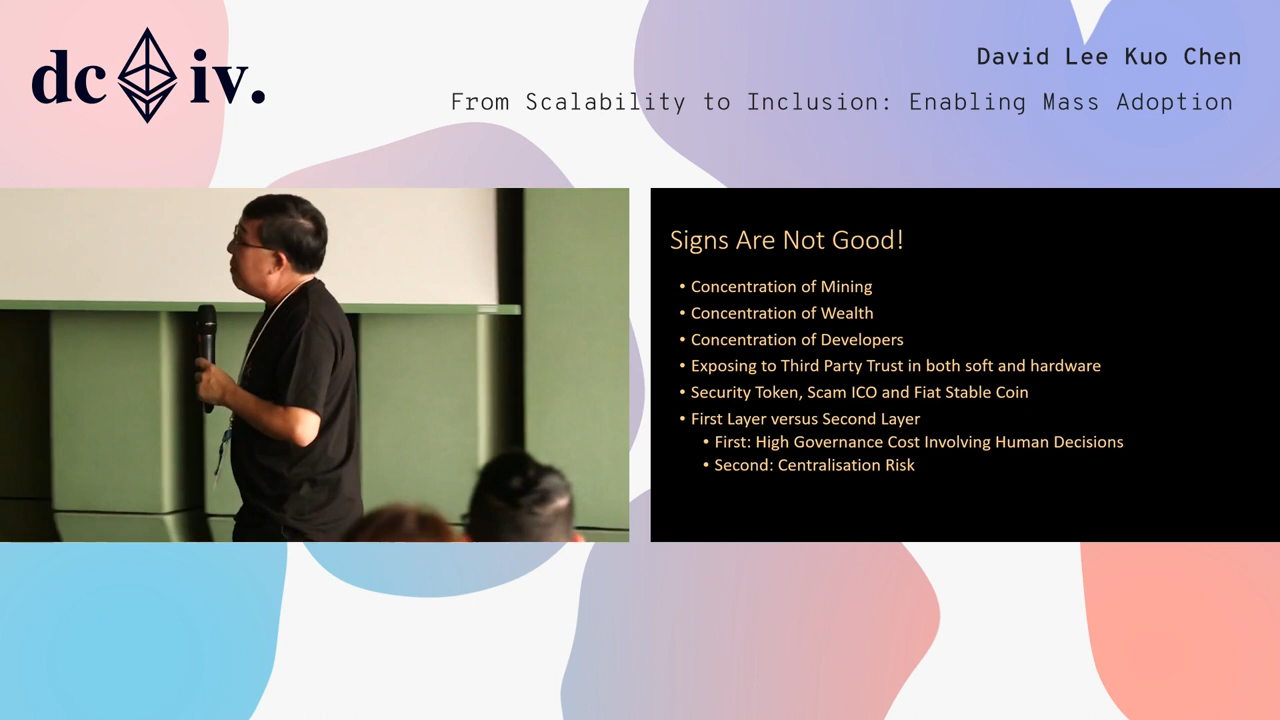 dc iv.
David Lee Kuo Chen
From Scalability to Inclusion: Enabling Mass Adoption
Signs Are Not Good!
• Concentration of Mining
• Concentration of Wealth
• Concentration of Developers
• Exposing to Third Party Trust in both soft and hardware
• Security Token, Scam ICO and Fiat Stable Coin
• First Layer versus Second Layer
• First: High Governance Cost Involving Human Decisions
• Second: Centralisation Risk